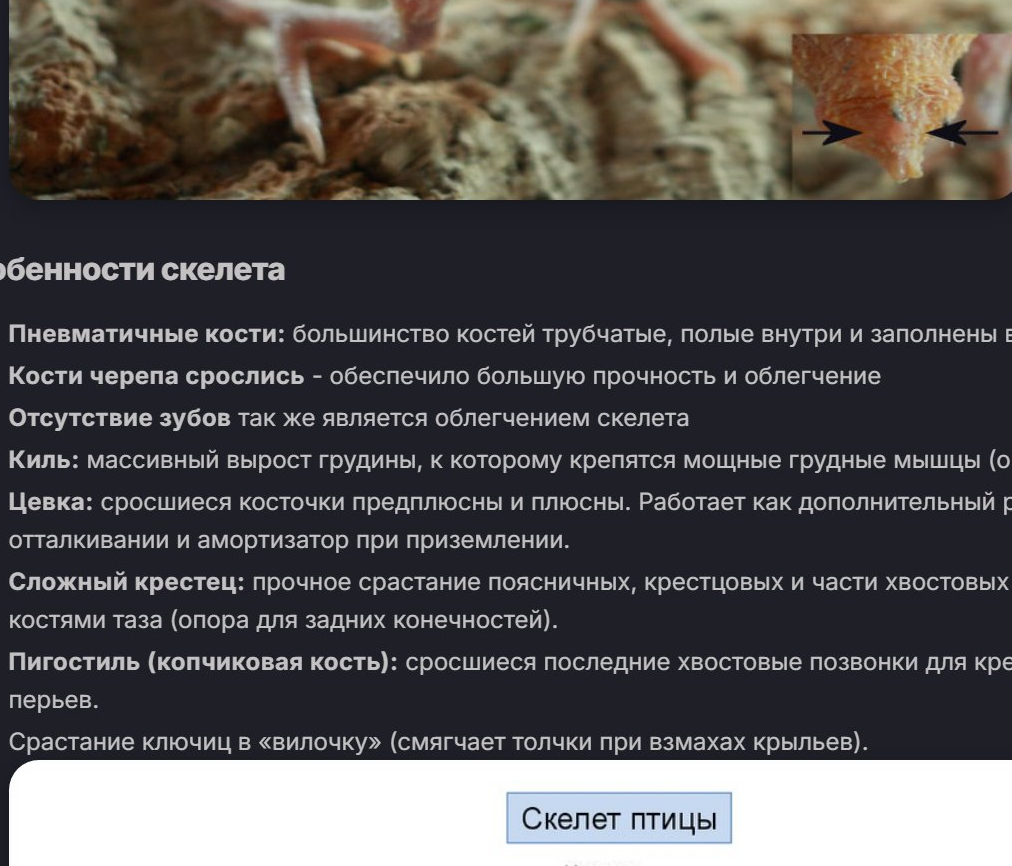 обенности скелета
Пневматичные кости: большинство костей трубчатые, полые внутри и заполнены в
Кости черепа срослись - обеспечило большую прочность и облегчение
Отсутствие зубов так же является облегчением скелета
Киль: массивный вырост грудины, к которому крепятся мощные грудные мышцы (о
Цевка: сросшиеся косточки предплюсны и плюсны. Работает как дополнительный р
отталкивании и амортизатор при приземлении.
Сложный крестец: прочное срастание поясничных, крестцовых и части хвостовых
костями таза (опора для задних конечностей).
Пигостиль (копчиковая кость): сросшиеся последние хвостовые позвонки для кре
перьев.
Срастание ключиц в «вилочку» (смягчает толчки при взмахах крыльев).
Скелет птицы